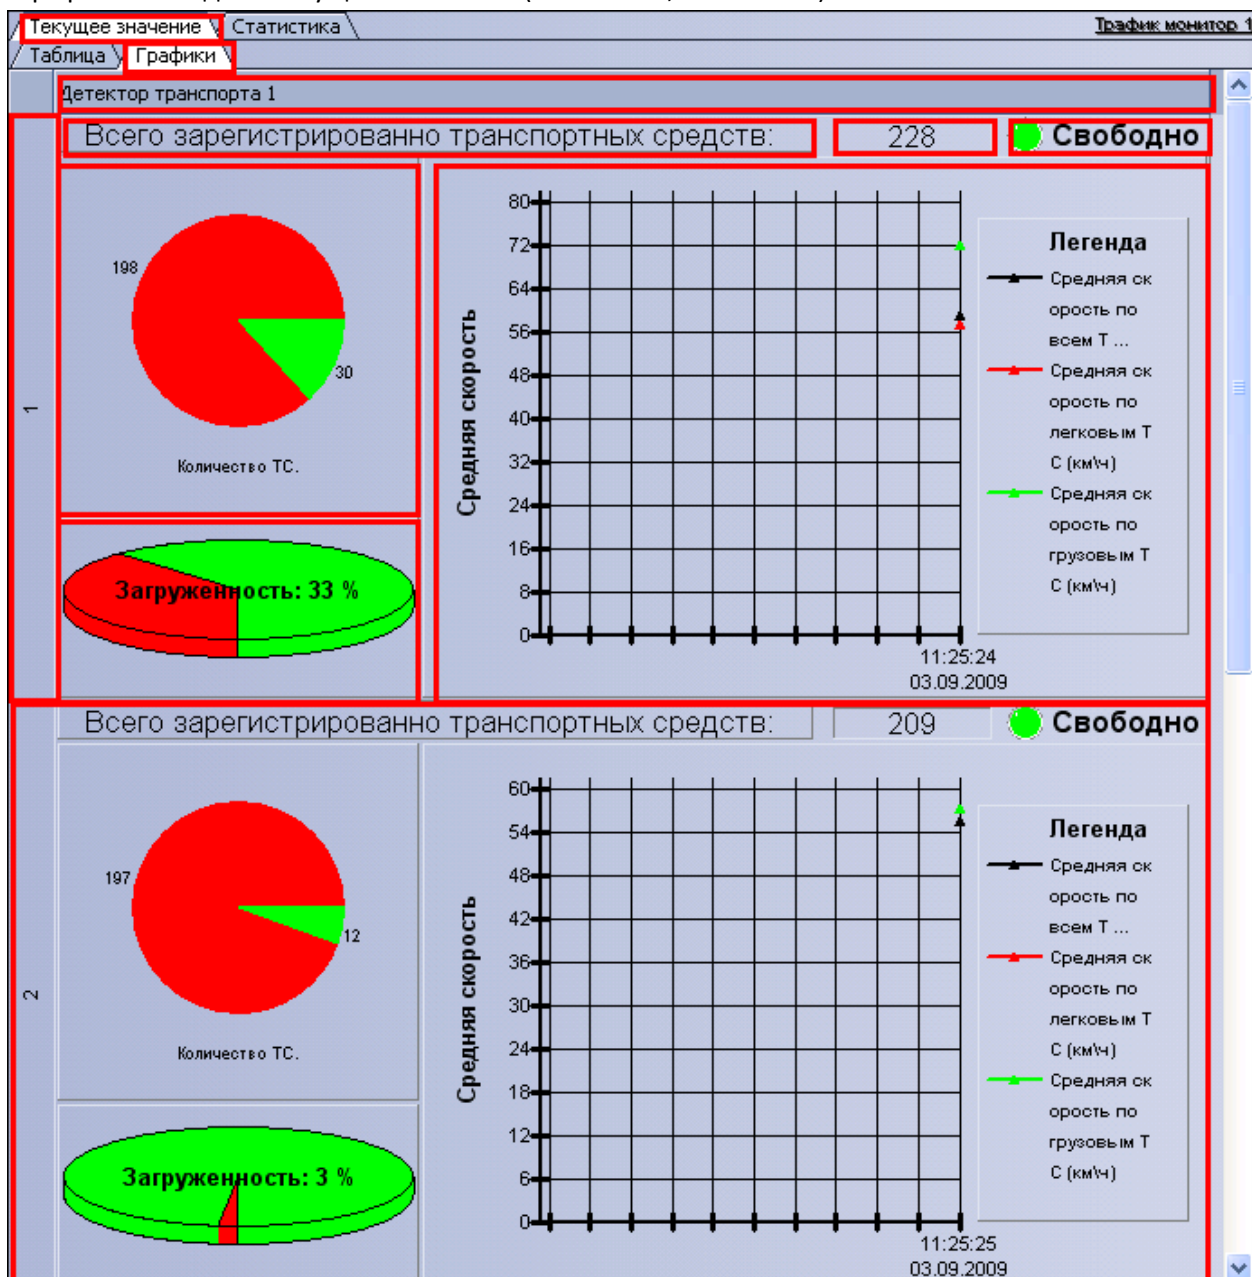 Текущее значение Статистика Трафик монитор 1
Таблица Графики
Детектор транспорта 1
1
Всего зарегистрированно транспортных средств: 228 Свободно
198
30
Количество ТС.
Загруженность: 33 %
Средняя скорость
80
72
64
56
48
40
32
24
16
8
0
11:25:24
03.09.2009
Легенда
Средняя ск
орость по
всем Т ...
Средняя ск
орость по
легковым Т
С (км\ч)
Средняя ск
орость по
грузовым Т
С (км\ч)
2
Всего зарегистрированно транспортных средств: 209 Свободно
197
12
Количество ТС.
Загруженность: 3 %
Средняя скорость
60
54
48
42
36
30
24
18
12
6
0
11:25:25
03.09.2009
Легенда
Средняя ск
орость по
всем Т ...
Средняя ск
орость по
легковым Т
С (км\ч)
Средняя ск
орость по
грузовым Т
С (км\ч)